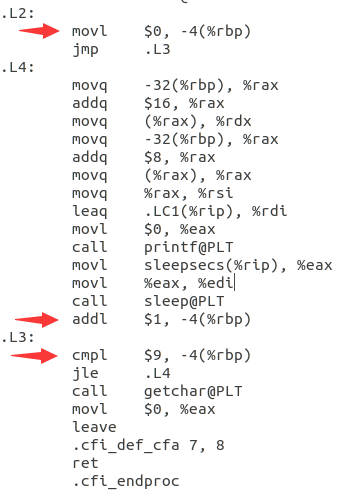 .L2:
movl $0, -4(%rbp)
jmp .L3
.L4:
movq -32(%rbp), %rax
addq $16, %rax
movq (%rax), %rdx
movq -32(%rbp), %rax
addq $8, %rax
movq (%rax), %rax
movq %rax, %rsi
leaq .LC1(%rip), %rdi
movl $0, %eax
call printf@PLT
movl sleepsecs(%rip), %eax
movl %eax, %edi
call sleep@PLT
addl $1, -4(%rbp)
.L3:
cmpl $9, -4(%rbp)
jle .L4
call getchar@PLT
movl $0, %eax
leave
.cfi_def_cfa 7, 8
ret
.cfi_endproc